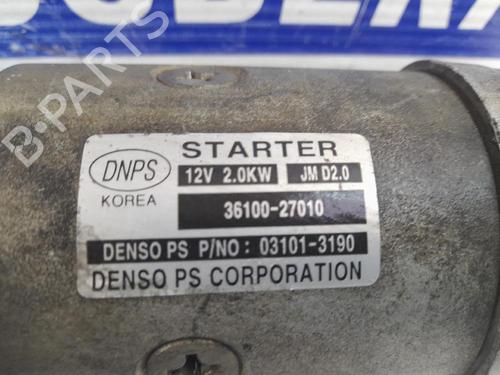 B-PARTS
STARTER
DNPS
12V 2.0KW JM D2.0
KOREA
36100-27010
DENSO PS P/NO: 03101-3190
DENSO PS CORPORATION